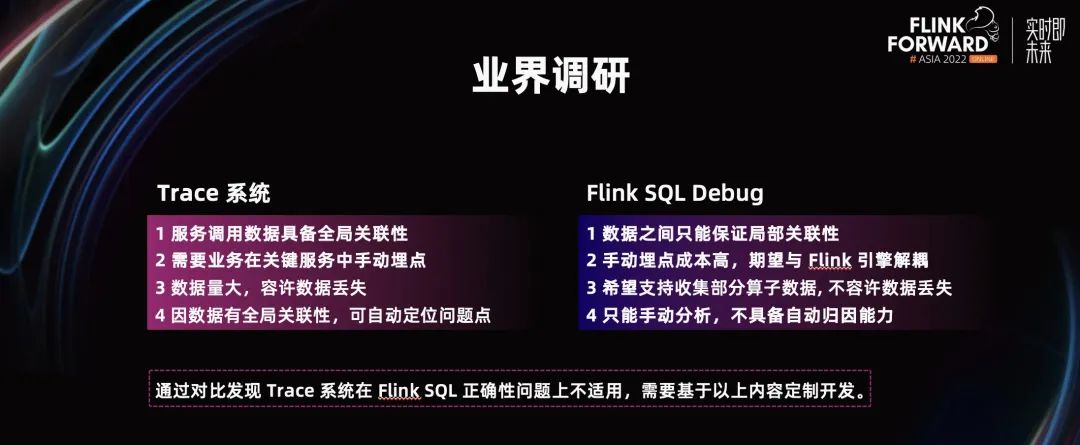 FLINK
FORWARD
# ASIA 2022 ONLINE
实时即
未来
业界调研
Trace 系统
1 服务调用数据具备全局关联性
2 需要业务在关键服务中手动埋点
3 数据量大，容许数据丢失
4 因数据有全局关联性，可自动定位问题点
Flink SQL Debug
1 数据之间只能保证局部关联性
2 手动埋点成本高，期望与 Flink 引擎解耦
3 希望支持收集部分算子数据, 不容许数据丢失
4 只能手动分析，不具备自动归因能力
通过对比发现 Trace 系统在 Flink SQL 正确性问题上不适用，需要基于以上内容定制开发。